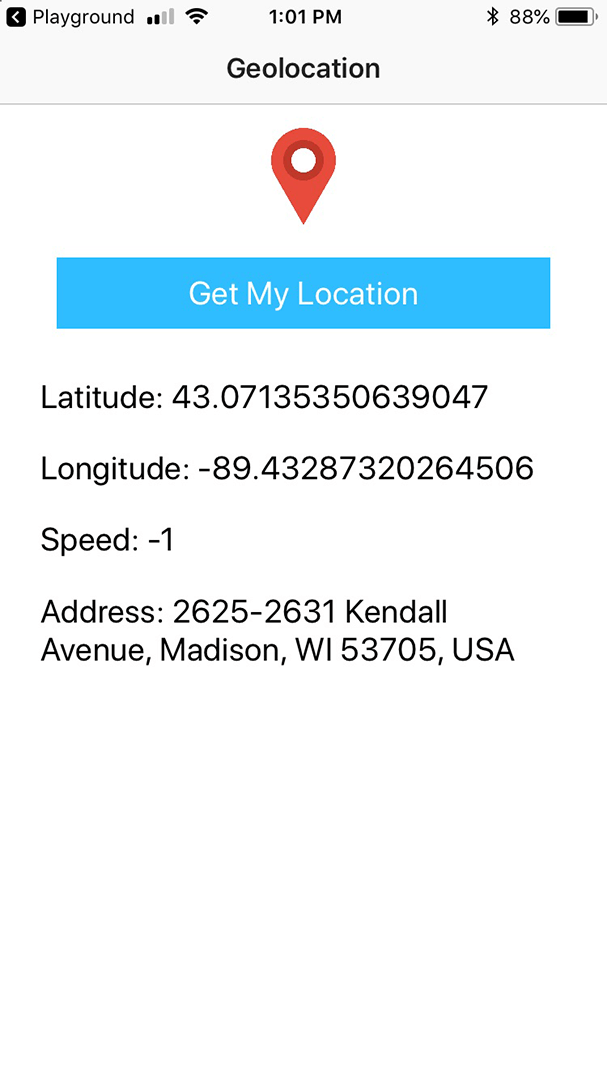 Playground 1:01 PM 88%
Geolocation
Get My Location
Latitude: 43.07135350639047
Longitude: -89.43287320264506
Speed: -1
Address: 2625-2631 Kendall
Avenue, Madison, WI 53705, USA